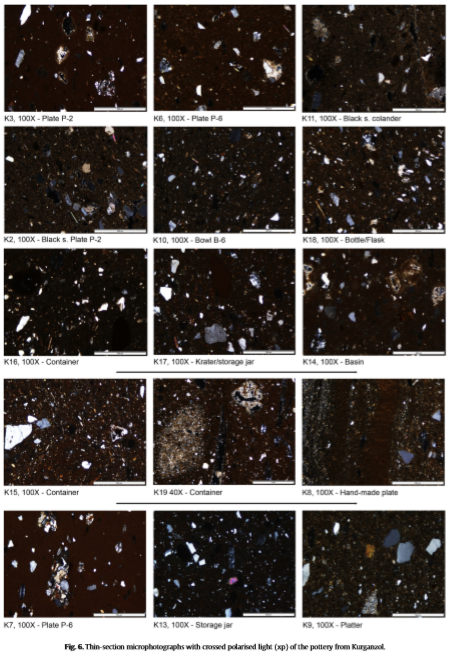 K3, 100X - Plate P-2
K6, 100X - Plate P-6
K11, 100X - Black s. colander
K2, 100X - Black s. Plate P-2
K10, 100X - Bowl B-6
K18, 100X - Bottle/Flask
K16, 100X - Container
K17, 100X - Krater/storage jar
K14, 100X - Basin
K15, 100X - Container
K19 40X - Container
K8, 100X - Hand-made plate
K7, 100X - Plate P-6
K13, 100X - Storage jar
K9, 100X - Platter
Fig. 6. Thin-section microphotographs with crossed polarised light (xp) of the pottery from Kurganzol.